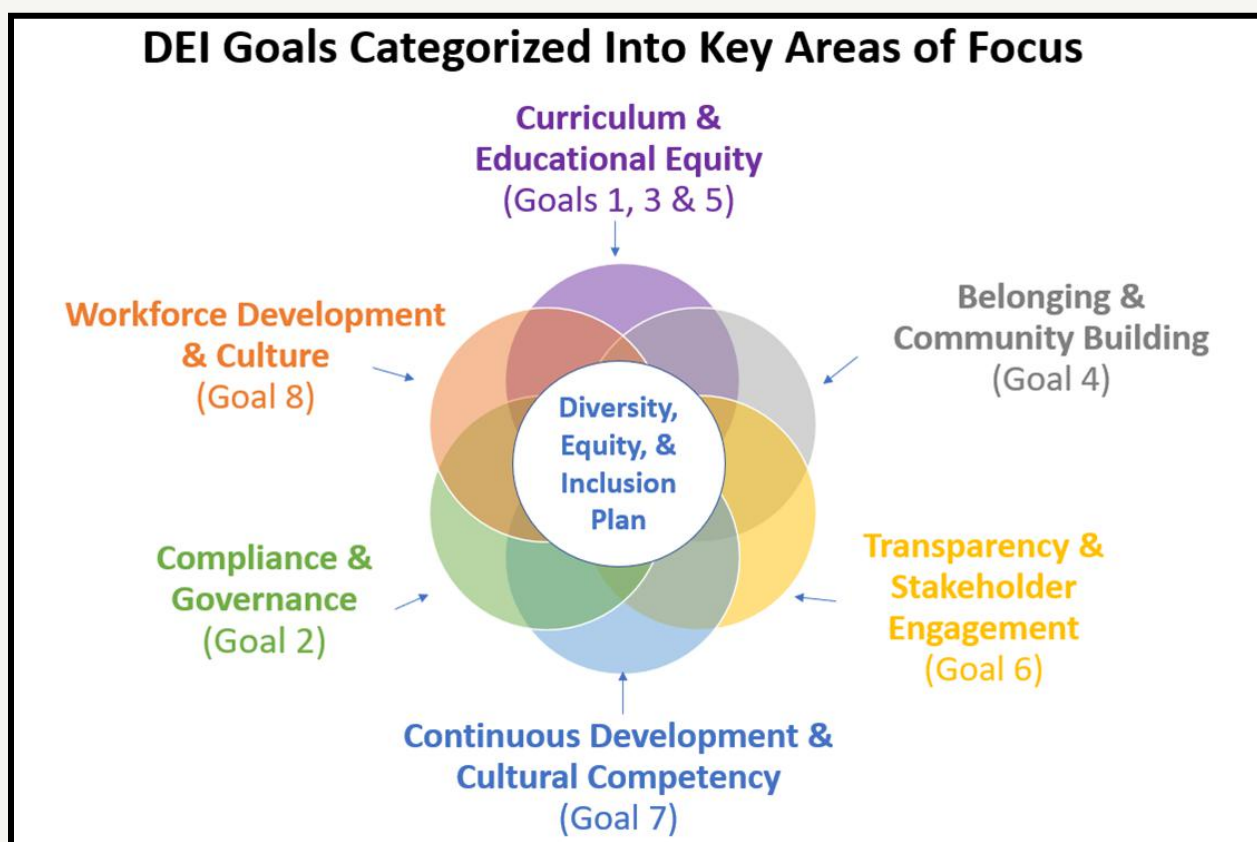 DEI Goals Categorized Into Key Areas of Focus
Curriculum &
Educational Equity
(Goals 1, 3 & 5)
Belonging &
Community Building
(Goal 4)
Workforce Development
& Culture
(Goal 8)
Diversity,
Equity, &
Inclusion
Plan
Transparency &
Stakeholder
Engagement
(Goal 6)
Compliance &
Governance
(Goal 2)
Continuous Development &
Cultural Competency
(Goal 7)